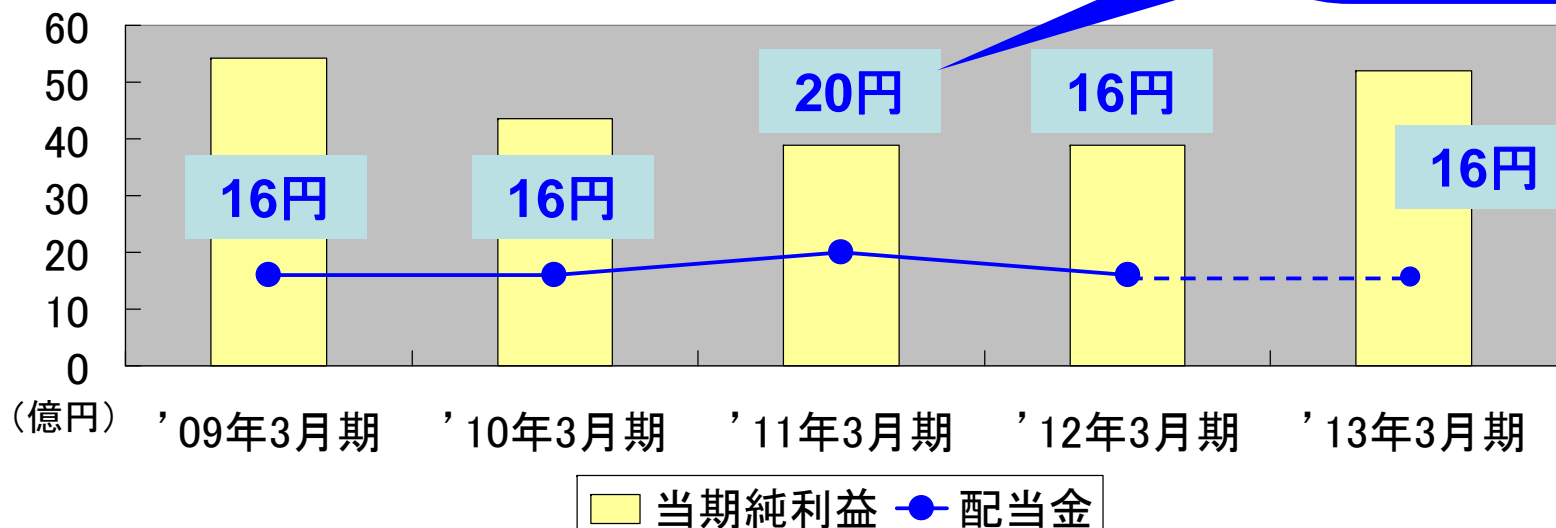 60
50
40
30
20
10
0
(億円)
20円
16円
16円
16円
16円
’09年3月期
’10年3月期
’11年3月期
’12年3月期
’13年3月期
当期純利益
配当金